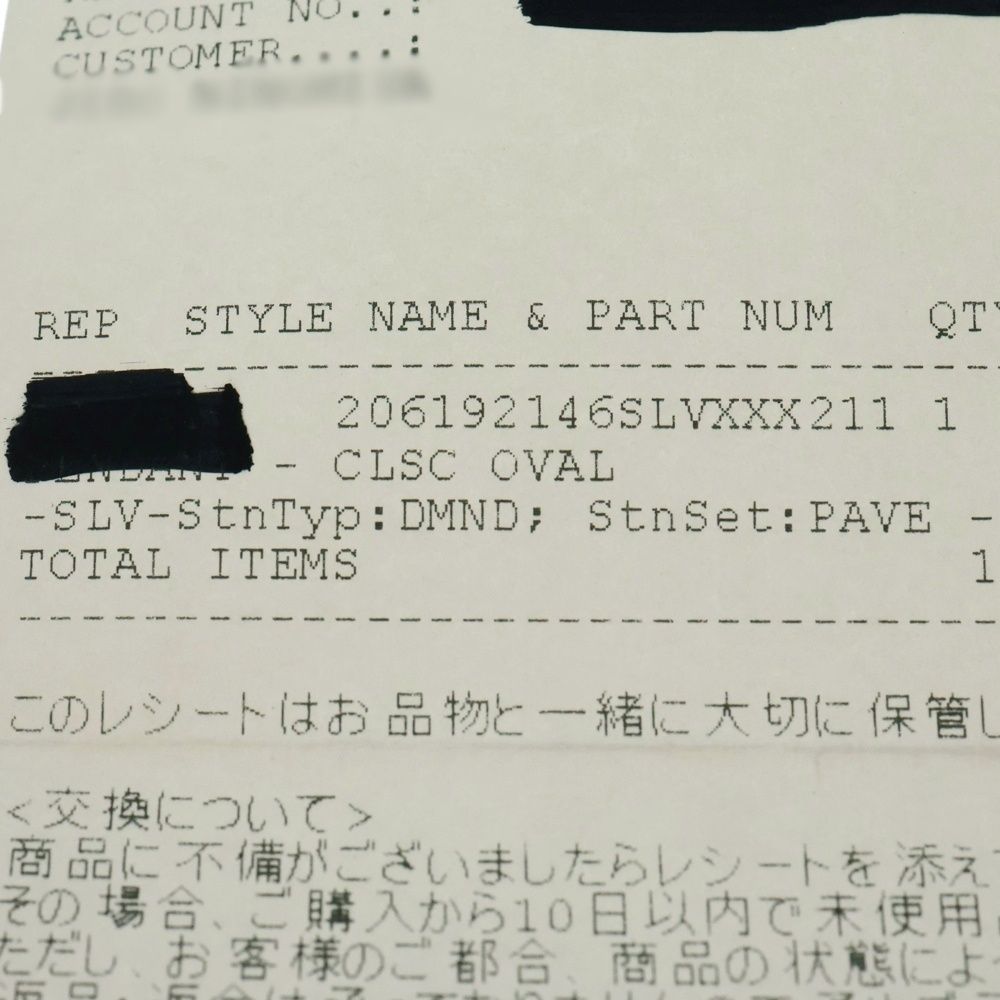 ACCOUNT NO..:
CUSTOMER....:
REP STYLE NAME & PART NUM QTY
206192146SLVXXX211 1
- CLSC OVAL
-SLV-StnTyp:DMND; StnSet:PAVE -
TOTAL ITEMS 1
このレシートはお品物と一緒に大切に保管し
<交換について>
商品に不備がございましたらレシートを添え
その場合、ご購入から10日以内で未使用
ただし、お客様のご都合、商品の状態によ